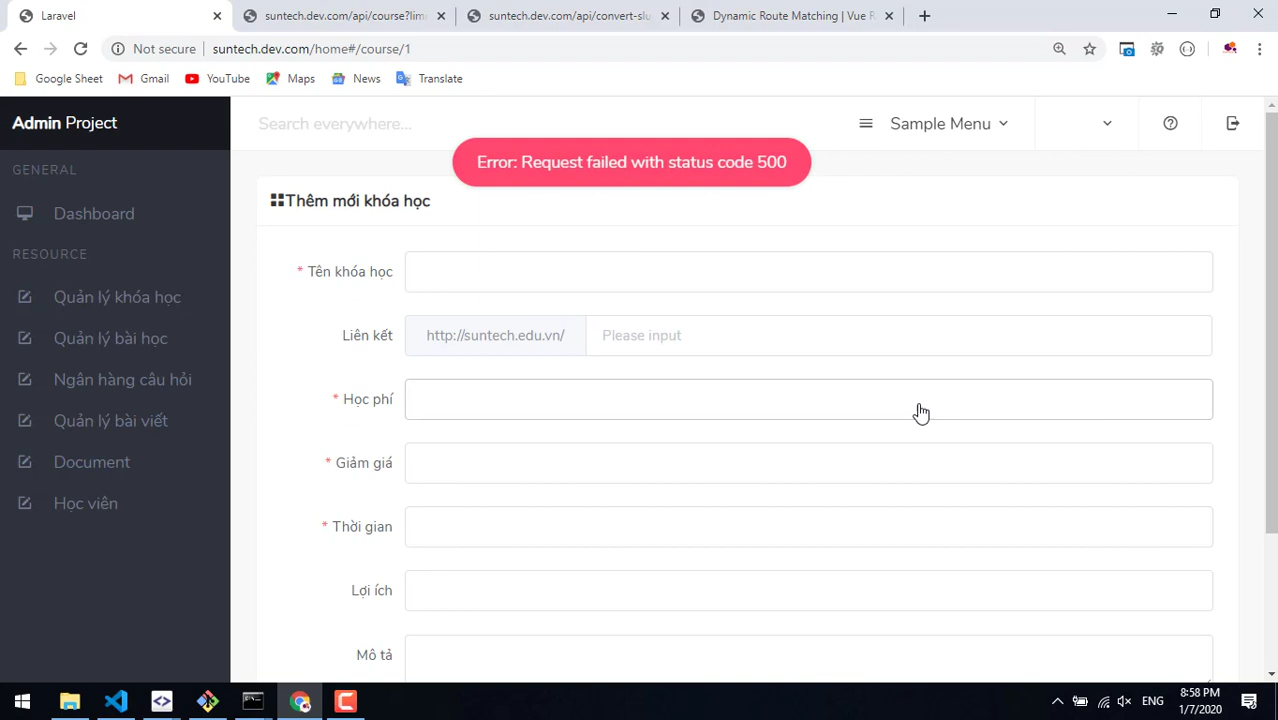 Laravel
suntech.dev.com/api/course?lim
suntech.dev.com/api/convert-slu
Dynamic Route Matching | Vue R
Not secure
suntech.dev.com/home#/course/1
Google Sheet
Gmail
YouTube
Maps
News
Translate
Admin Project
Search everywhere...
Sample Menu
Error: Request failed with status code 500
GENERAL
Dashboard
RESOURCE
Quản lý khóa học
Quản lý bài học
Ngân hàng câu hỏi
Quản lý bài viết
Document
Học viên
Thêm mới khóa học
* Tên khóa học
Liên kết
http://suntech.edu.vn/
Please input
* Học phí
* Giảm giá
* Thời gian
Lợi ích
Mô tả
ENG
8:58 PM
1/7/2020